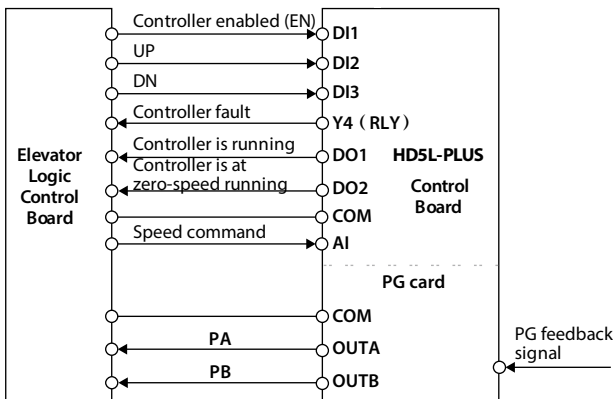 Controller enabled (EN)
DI1
UP
DI2
DN
DI3
Controller fault
Y4 ( RLY )
Controller is running
DO1
HD5L-PLUS
Controller is at
zero-speed running
DO2
Elevator
Logic
Control
Board
Control
Board
COM
Speed command
AI
PG card
COM
PA
OUTA
PG feedback
signal
PB
OUTB